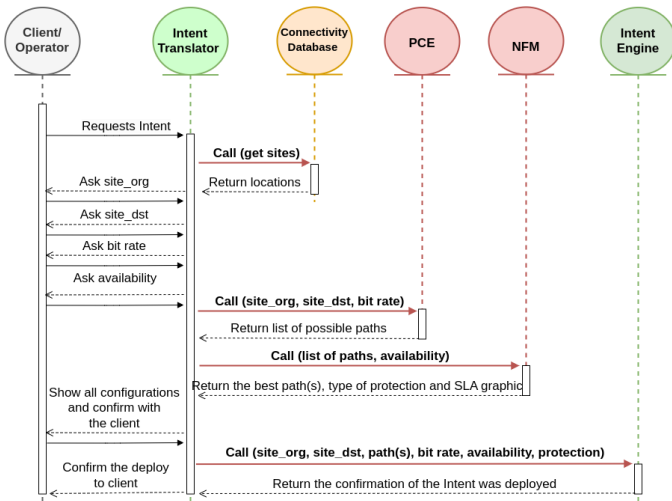 Client/
Operator
Intent
Translator
Connectivity
Database
PCE
NFM
Intent
Engine
Requests Intent
Call (get sites)
Return locations
Ask site_org
Ask site_dst
Ask bit rate
Ask availability
Call (site_org, site_dst, bit rate)
Return list of possible paths
Call (list of paths, availability)
Return the best path(s), type of protection and SLA graphic
Show all configurations
and confirm with
the client
Call (site_org, site_dst, path(s), bit rate, availability, protection)
Confirm the deploy
to client
Return the confirmation of the Intent was deployed